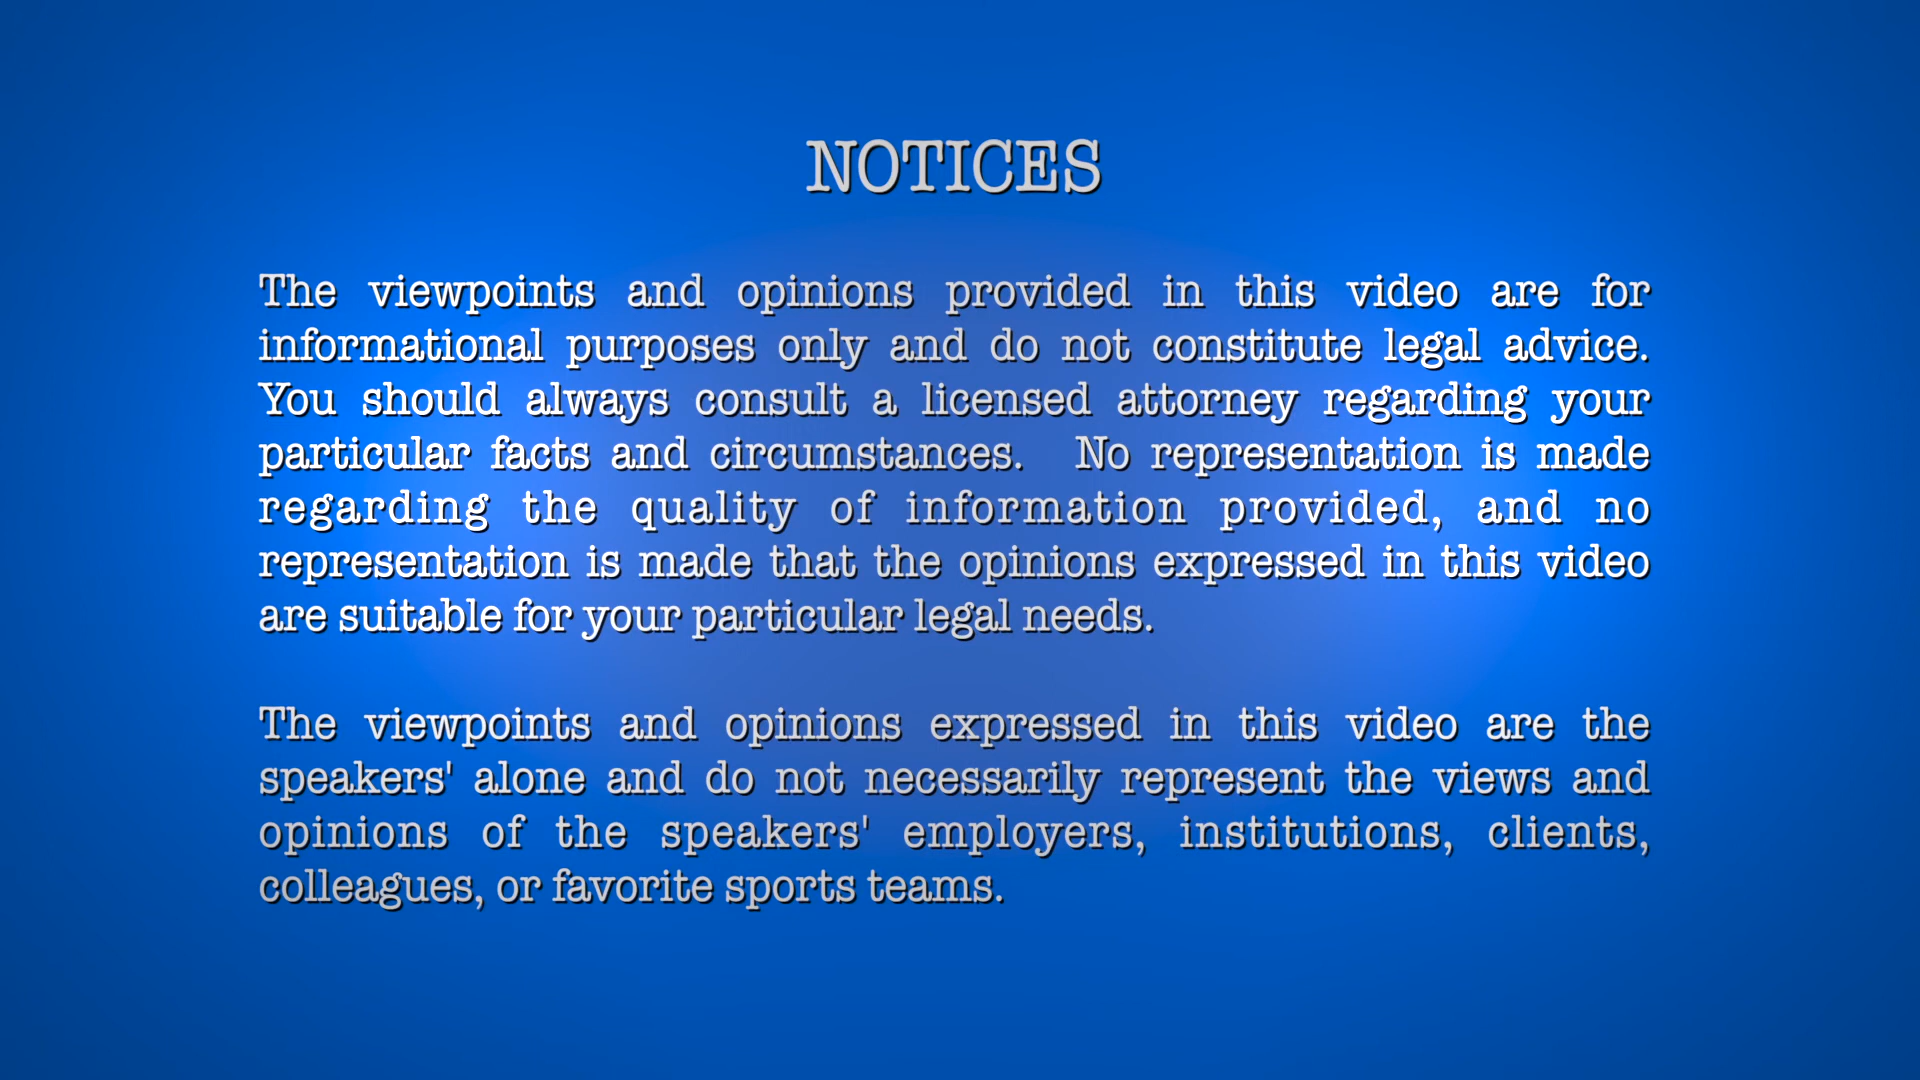 NOTICES
The viewpoints and opinions provided in this video are for
informational purposes only and do not constitute legal advice.
You should always consult a licensed attorney regarding your
particular facts and circumstances.  No representation is made
regarding the quality of information provided, and no
representation is made that the opinions expressed in this video
are suitable for your particular legal needs.
The viewpoints and opinions expressed in this video are the
speakers' alone and do not necessarily represent the views and
opinions of the speakers' employers, institutions, clients,
colleagues, or favorite sports teams.